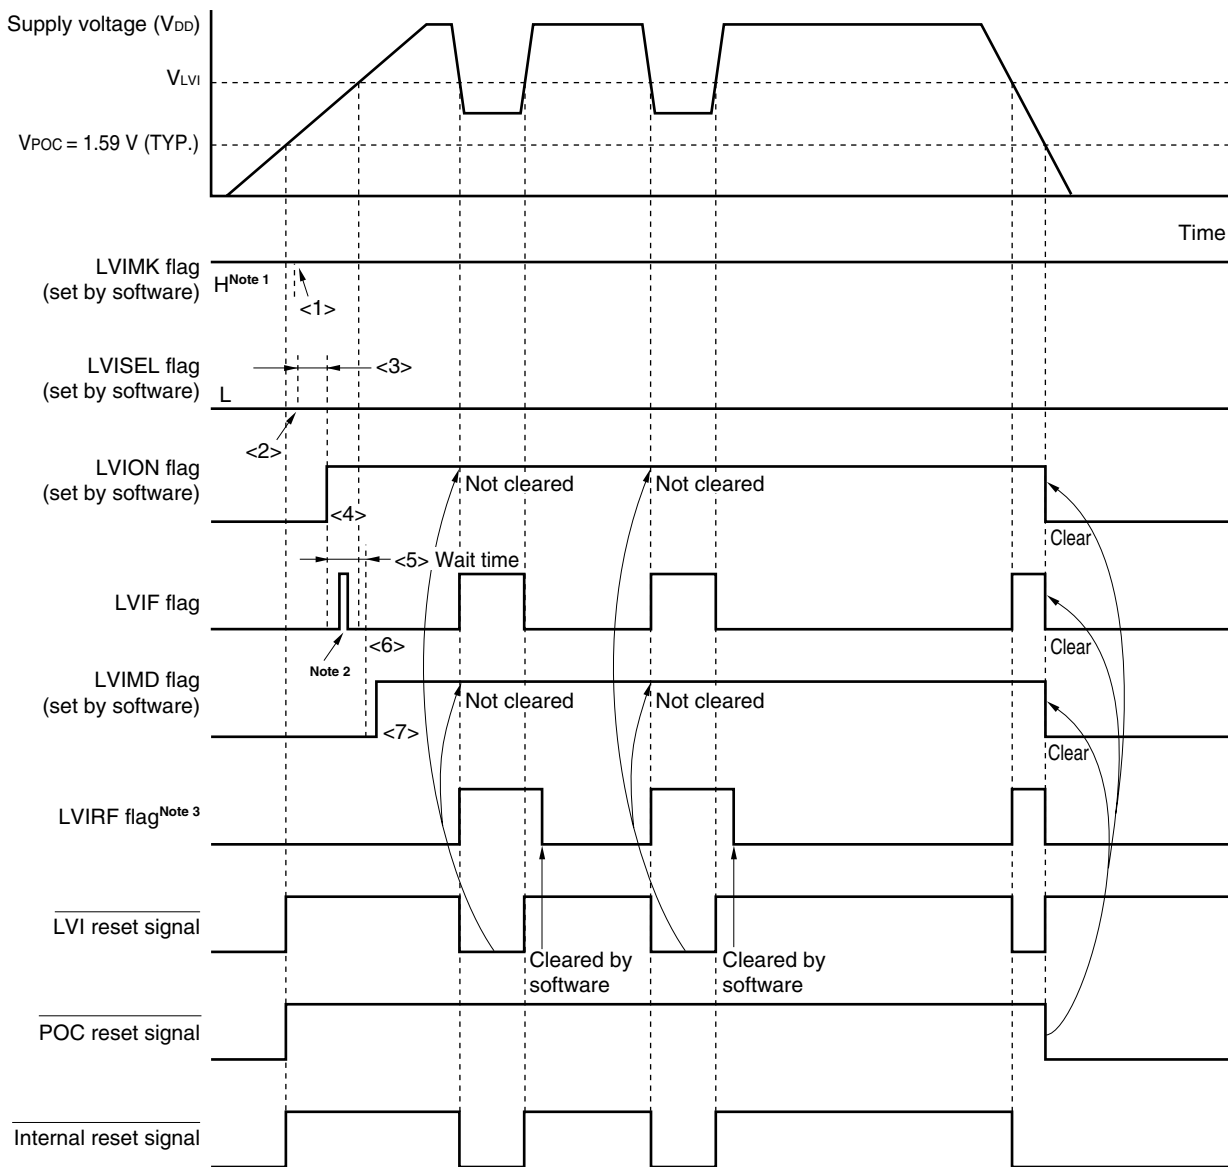 Supply voltage (VDD)
VLVI
VPOC = 1.59 V (TYP.)
Time
LVIMK flag
(set by software)
H Note 1
<1>
LVISEL flag
(set by software)
L
<3>
<2>
LVION flag
(set by software)
Not cleared
Not cleared
<4>
Clear
<5> Wait time
LVIF flag
Note 2
<6>
Clear
LVIMD flag
(set by software)
Not cleared
Not cleared
<7>
Clear
LVIRF flag Note 3
LVI reset signal
Cleared by
software
Cleared by
software
POC reset signal
Internal reset signal